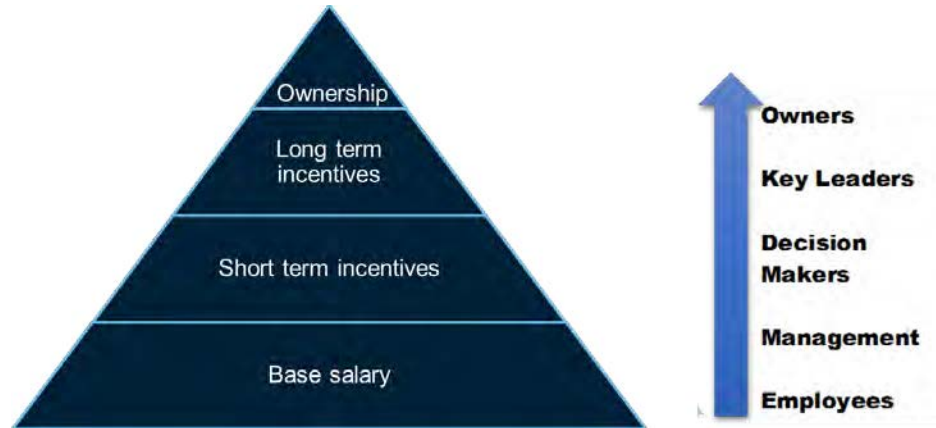 Ownership
Long term
incentives
Short term incentives
Base salary
Owners
Key Leaders
Decision
Makers
Management
Employees